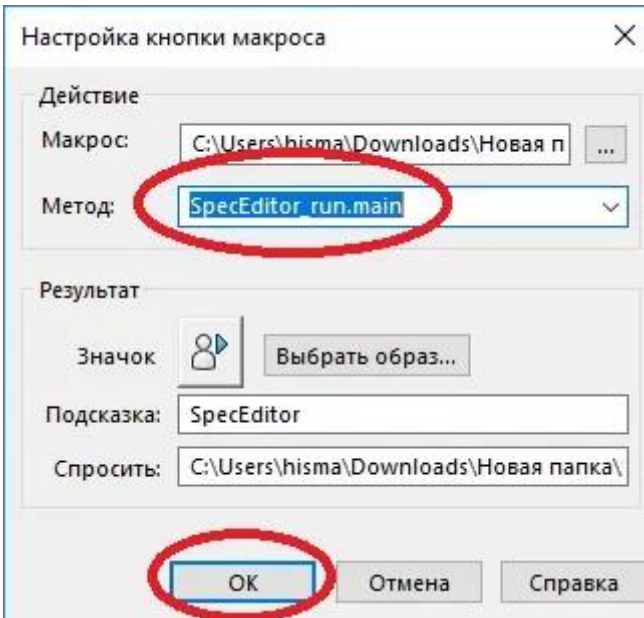 Настройка кнопки макроса
Действие
Макрос: C:\Users\hisma\Downloads\Новая п ...
Метод: SpecEditor_run.main
Результат
Значок Выбрать образ...
Подсказка: SpecEditor
Спросить: C:\Users\hisma\Downloads\Новая папка\
ОК Отмена Справка